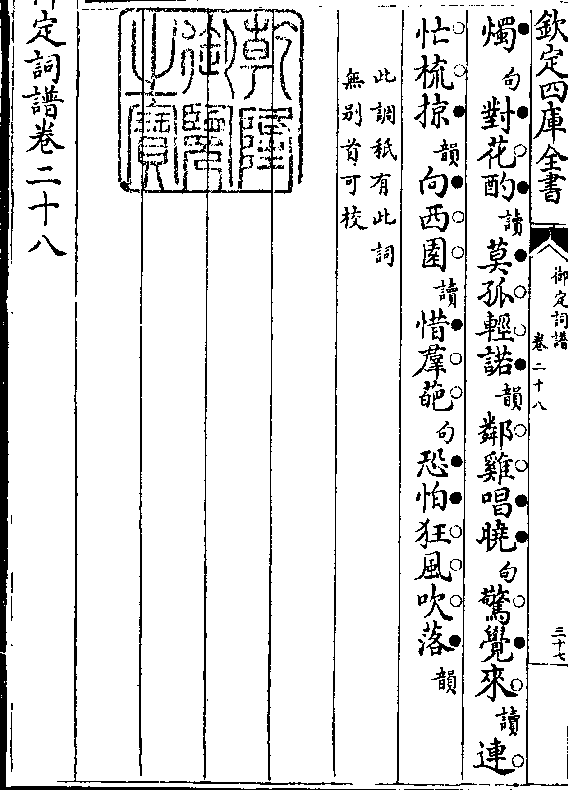 欽定四庫全書
御定詞譜
卷二十八
三十七
燭句對花酌讀莫孤輕諾韻鄰雞唱曉句驚覺來讀連
忙梳掠韻向西園讀惜羣葩句恐怕狂風吹落韻
此調秪有此詞
無别首可校
乾隆御覽之寶
定詞譜卷二十八